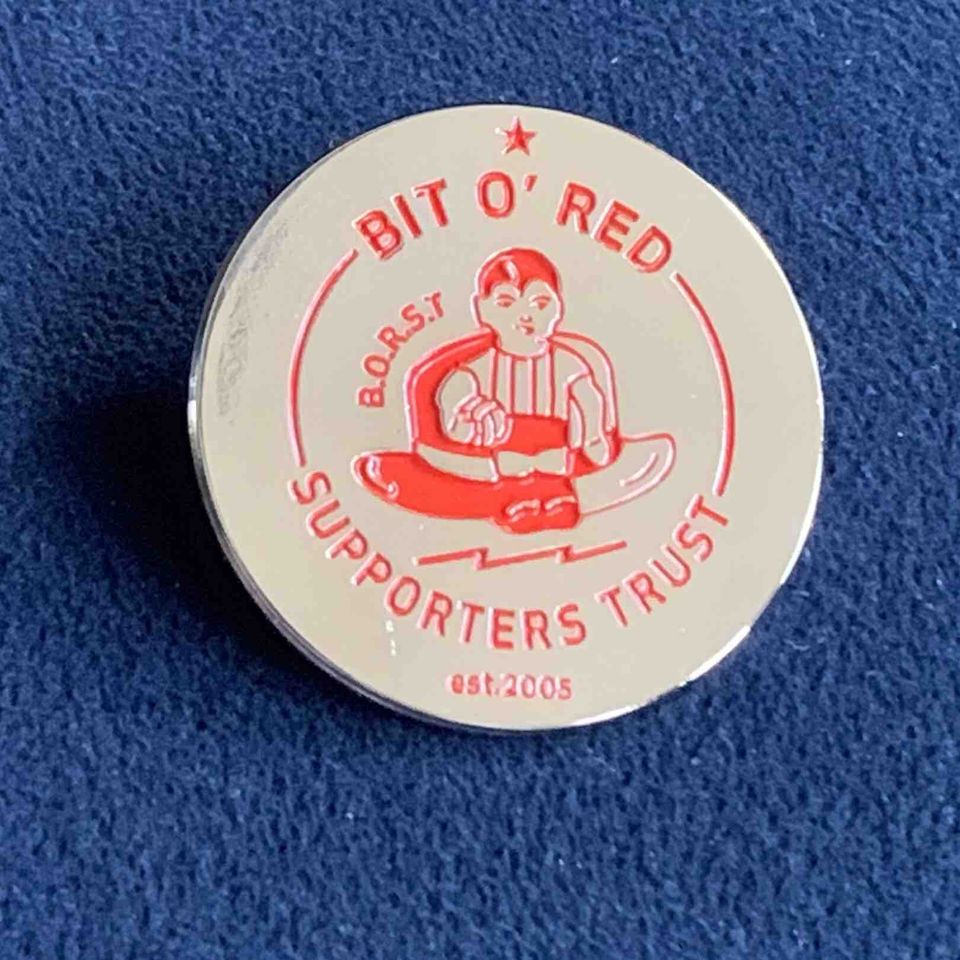 BIT O' RED
B.O.R.S.T
SUPPORTERS TRUST
est.2005